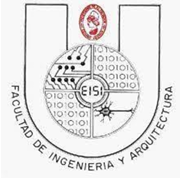 EISI
FACULTAD DE INGENIERIA Y ARQUITECTURA